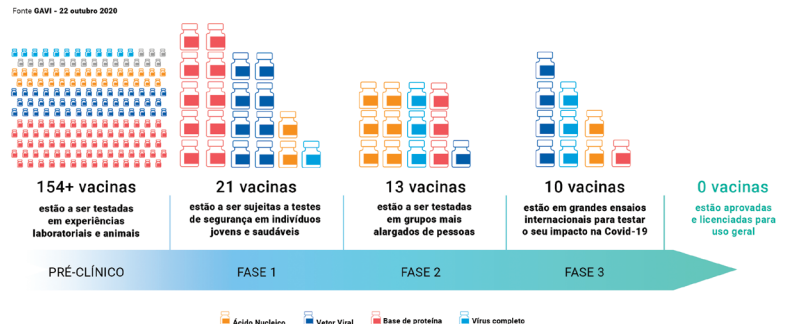 Fonte GAVI - 22 outubro 2020
154+ vacinas
estão a ser testadas
em experiências
laboratoriais e animais
21 vacinas
estão a ser sujeitas a testes
de segurança em indivíduos
jovens e saudáveis
13 vacinas
estão a ser testadas
em grupos mais
alargados de pessoas
10 vacinas
estão em grandes ensaios
internacionais para testar
o seu impacto na Covid-19
0 vacinas
estão aprovadas
e licenciadas para
uso geral
PRÉ-CLÍNICO
FASE 1
FASE 2
FASE 3
Ácido Nucleico
Vetor Viral
Base de proteína
Vírus completo